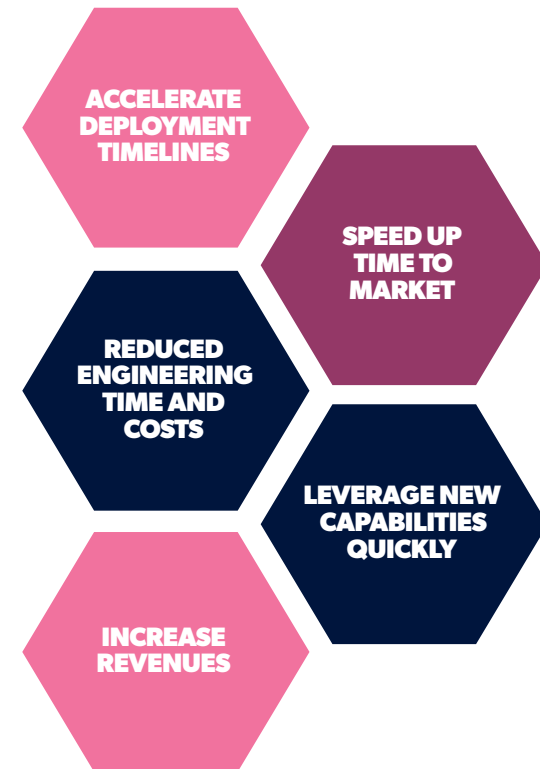 ACCELERATE
DEPLOYMENT
TIMELINES
SPEED UP
TIME TO
MARKET
REDUCED
ENGINEERING
TIME AND
COSTS
LEVERAGE NEW
CAPABILITIES
QUICKLY
INCREASE
REVENUES